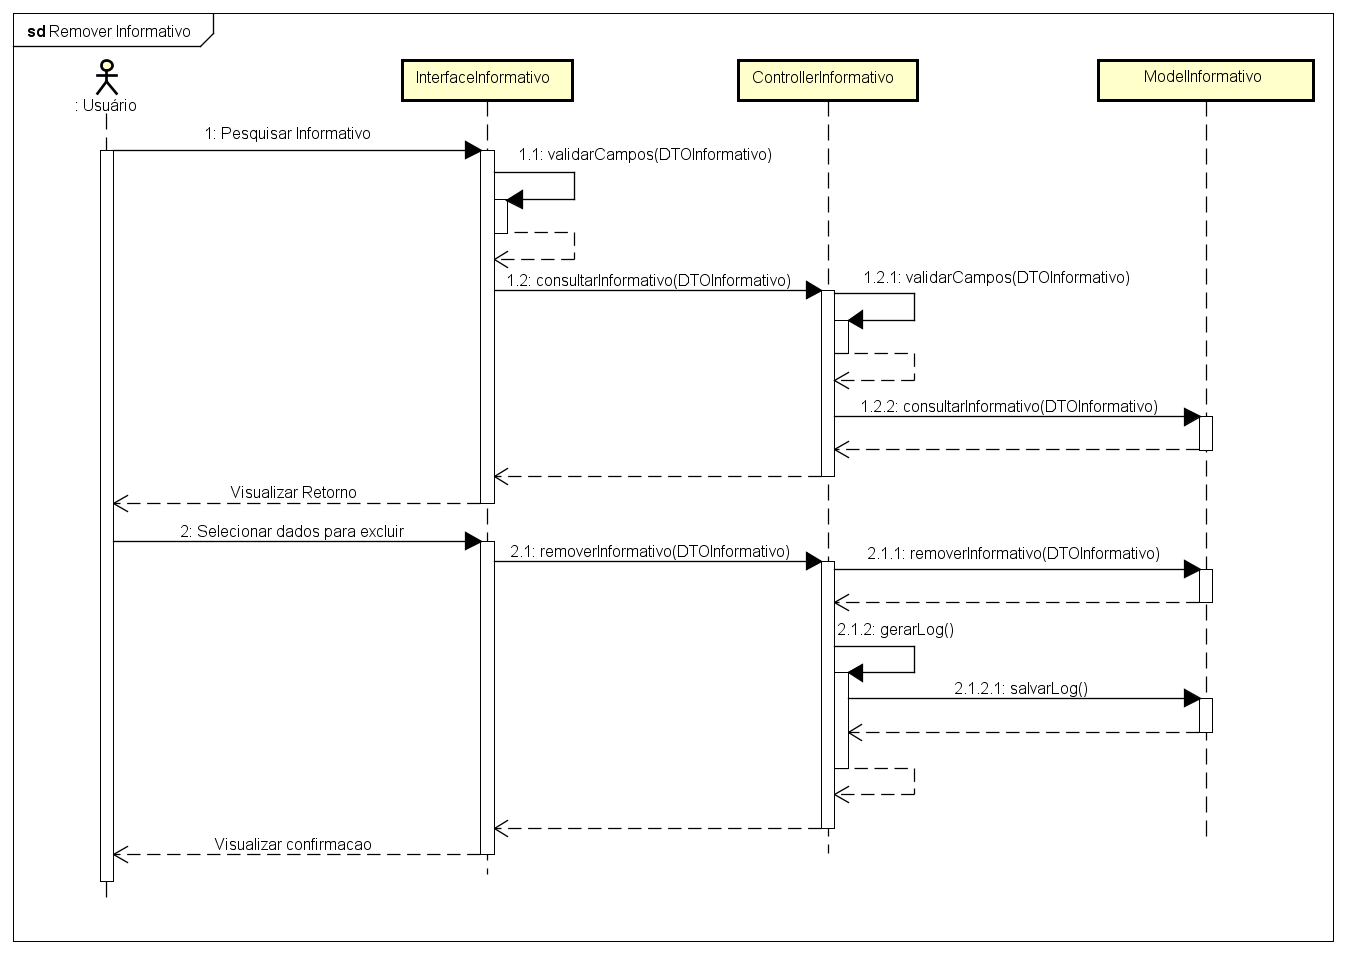 sd Remover Informativo
: Usuário
InterfaceInformativo
ControllerInformativo
ModelInformativo
1: Pesquisar Informativo
1.1: validarCampos(DTOInformativo)
1.2: consultarInformativo(DTOInformativo)
1.2.1: validarCampos(DTOInformativo)
1.2.2: consultarInformativo(DTOInformativo)
Visualizar Retorno
2: Selecionar dados para excluir
2.1: removerInformativo(DTOInformativo)
2.1.1: removerInformativo(DTOInformativo)
2.1.2: gerarLog()
2.1.2.1: salvarLog()
Visualizar confirmacao